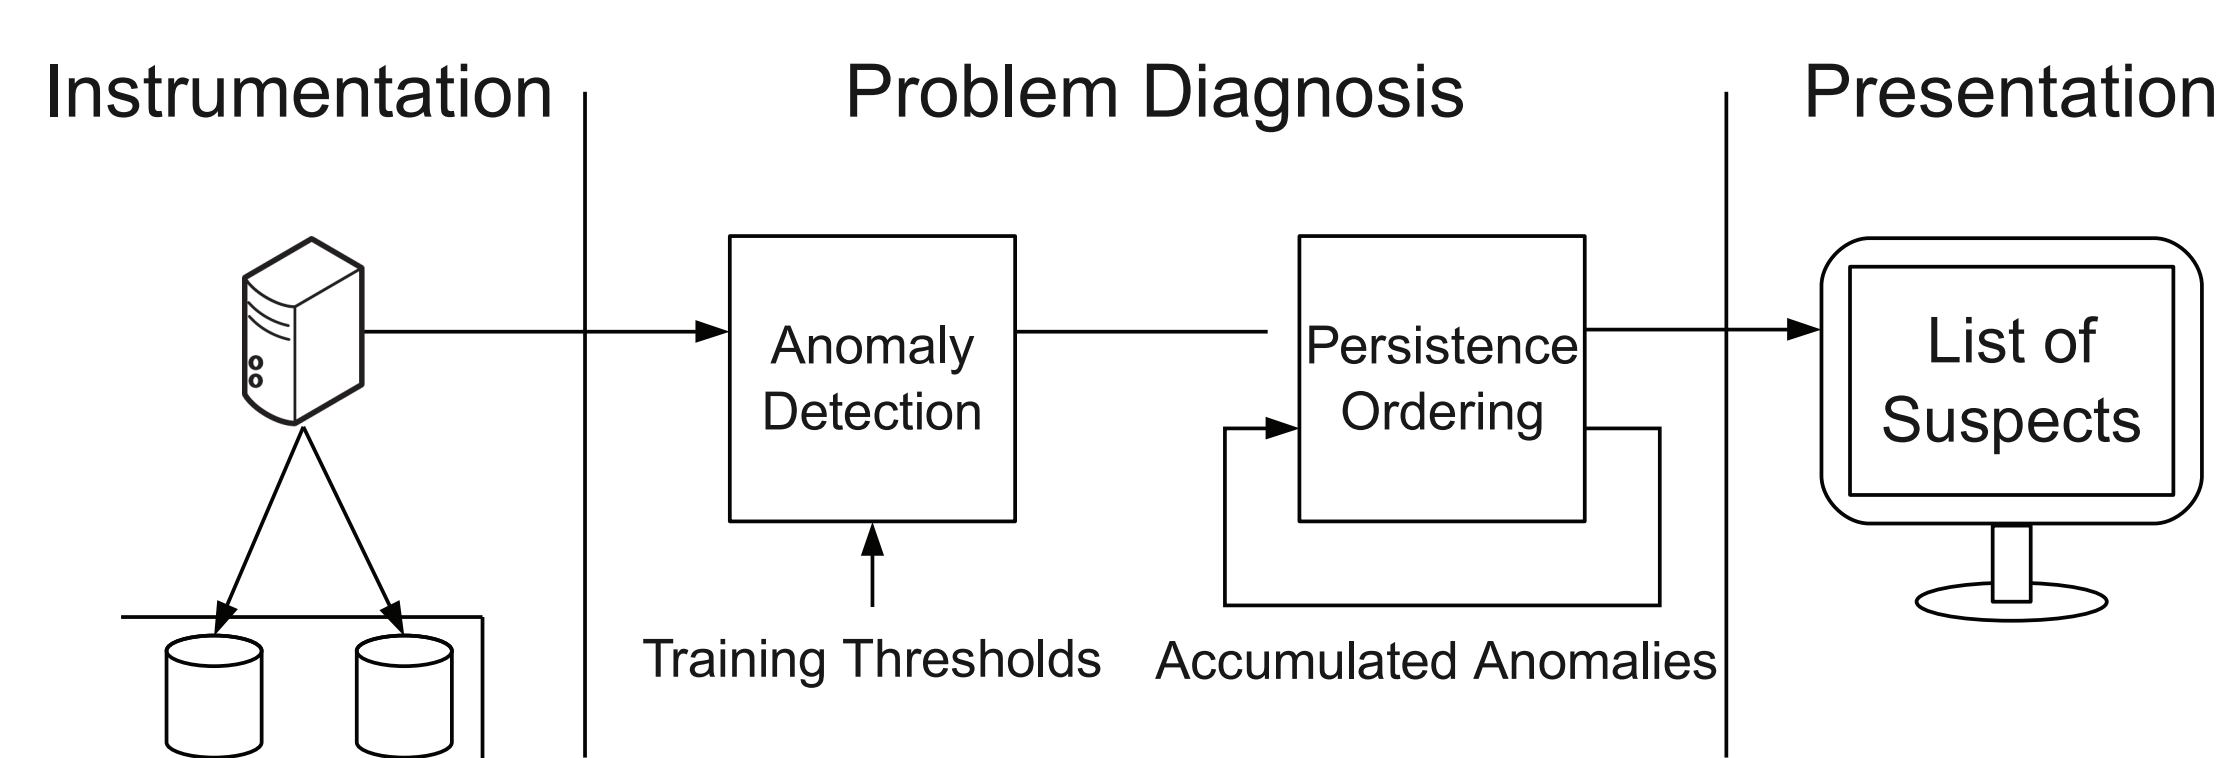 Instrumentation
Problem Diagnosis
Presentation
Anomaly
Detection
Persistence
Ordering
List of
Suspects
Training Thresholds
Accumulated Anomalies